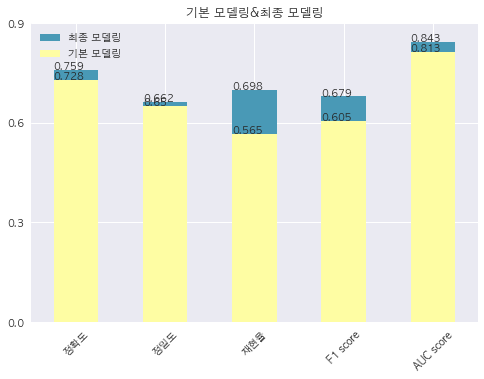 기본 모델링&최종 모델링
최종 모델링
기본 모델링
0.9
0.6
0.3
0.0
0.759
0.728
0.662
0.65
0.698
0.565
0.679
0.605
0.843
0.813
정확도
정밀도
재현률
F1 score
AUC score